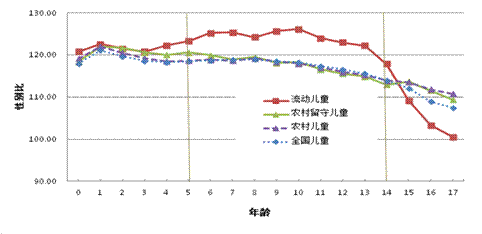 130.00
120.00
110.00
100.00
90.00
性别比
流动儿童
农村留守儿童
农村儿童
全国儿童
0 1 2 3 4 5 6 7 8 9 10 11 12 13 14 15 16 17
年龄